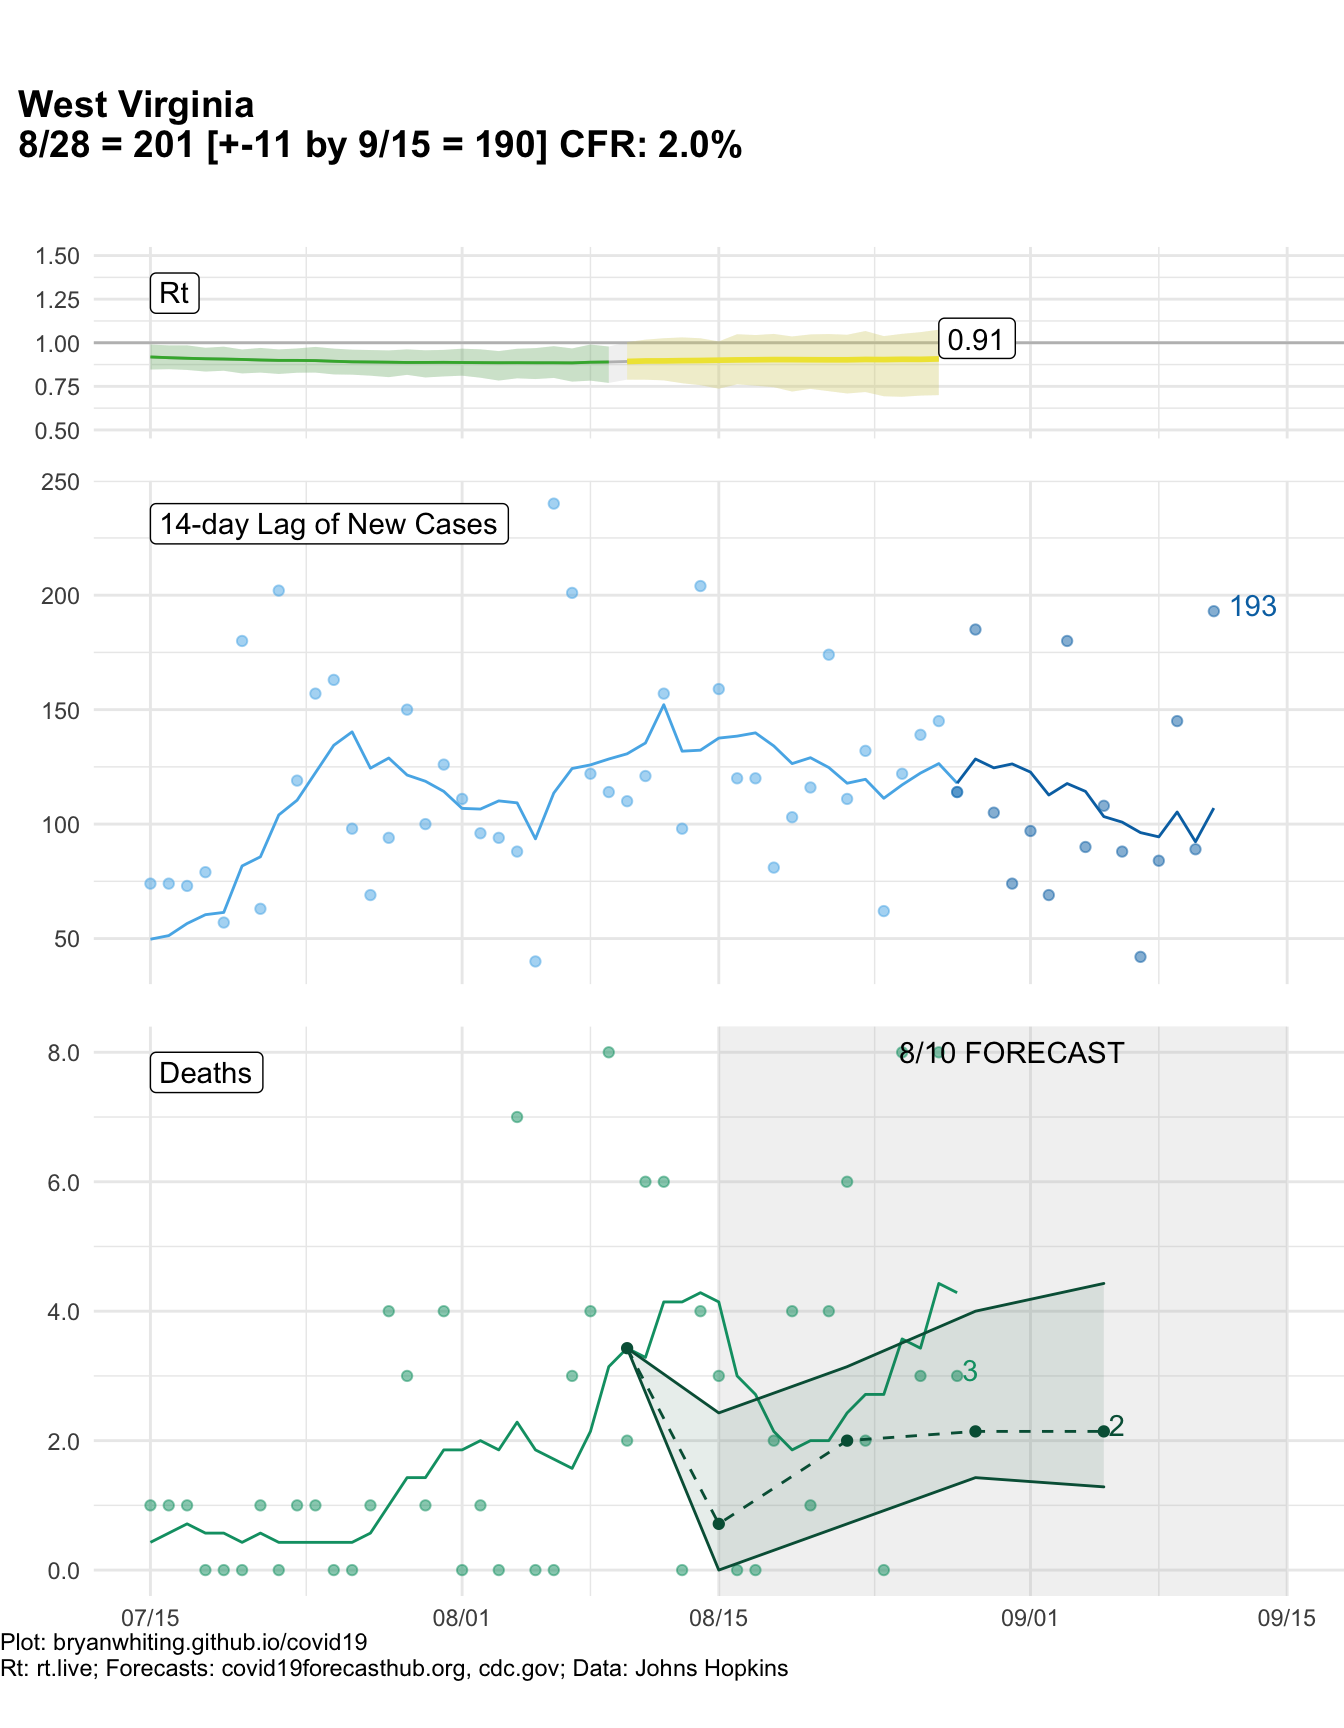 West Virginia
8/28 = 201 [+-11 by 9/15 = 190] CFR: 2.0%
1.50
Rt
1.25
1.00
0.91
0.75
0.50
250
14-day Lag of New Cases
200
193
150
100
50
8.0
8/10 FORECAST
Deaths
6.0
4.0
3
2.0
2
0.0
07/15 08/01 08/15 09/01 09/15
Plot: bryanwhiting.github.io/covid19
Rt: rt.live; Forecasts: covid19forecasthub.org, cdc.gov; Data: Johns Hopkins